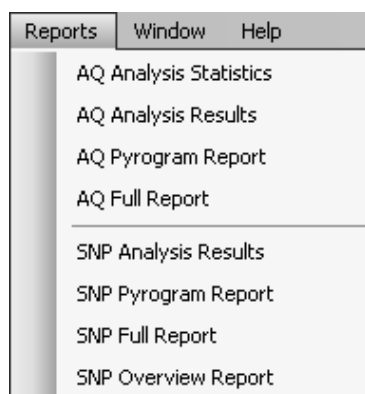 Reports Window Help
AQ Analysis Statistics
AQ Analysis Results
AQ Pyrogram Report
AQ Full Report
SNP Analysis Results
SNP Pyrogram Report
SNP Full Report
SNP Overview Report